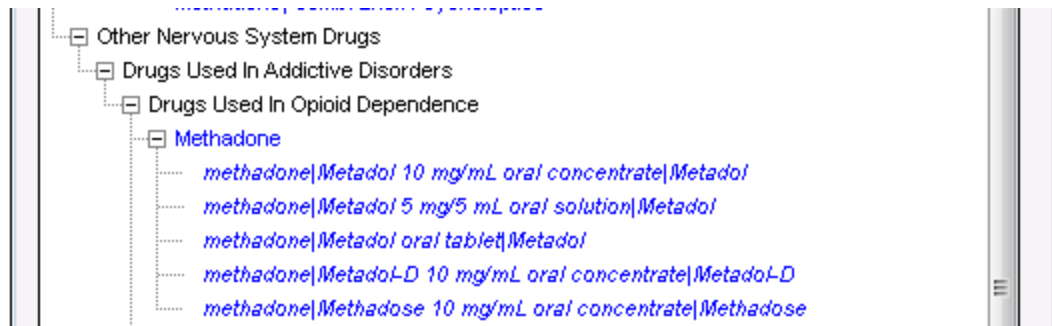 Other Nervous System Drugs
Drugs Used In Addictive Disorders
Drugs Used In Opioid Dependence
Methadone
methadone|Metadol 10 mg/mL oral concentrate|Metadol
methadone|Metadol 5 mg/5 mL oral solution|Metadol
methadone|Metadol oral tablet|Metadol
methadone|Metadol-D 10 mg/mL oral concentrate|Metadol-D
methadone|Methadose 10 mg/mL oral concentrate|Methadose